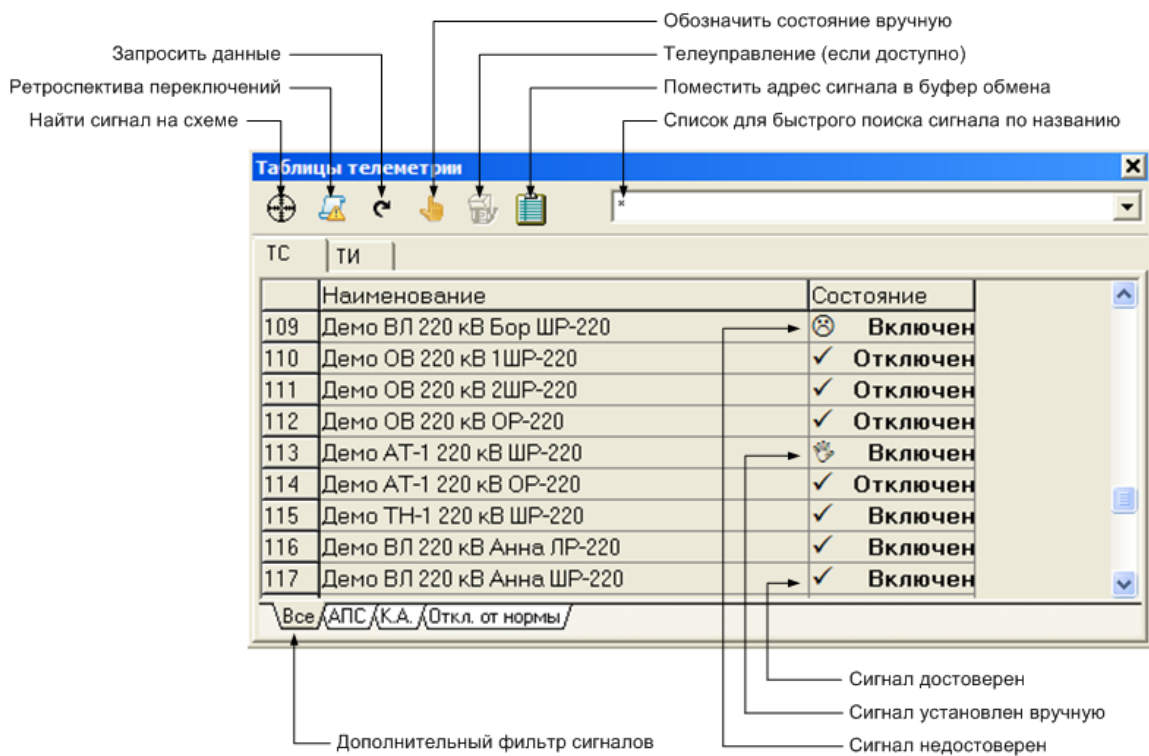 Обозначить состояние вручную
Запросить данные
Телеуправление (если доступно)
Ретроспектива переключений
Поместить адрес сигнала в буфер обмена
Найти сигнал на схеме
Список для быстрого поиска сигнала по названию
Таблицы телеметрии
ТЕУ
*
ТС ТИ
Наименование Состояние
109 Демо ВЛ 220 кВ Бор ШР-220 Включен
110 Демо ОВ 220 кВ 1ШР-220 Отключен
111 Демо ОВ 220 кВ 2ШР-220 Отключен
112 Демо ОВ 220 кВ ОР-220 Отключен
113 Демо АТ-1 220 кВ ШР-220 Включен
114 Демо АТ-1 220 кВ ОР-220 Отключен
115 Демо ТН-1 220 кВ ШР-220 Включен
116 Демо ВЛ 220 кВ Анна ЛР-220 Включен
117 Демо ВЛ 220 кВ Анна ШР-220 Включен
Все АПС К.А. Откл. от нормы
Сигнал достоверен
Сигнал установлен вручную
Дополнительный фильтр сигналов
Сигнал недостоверен